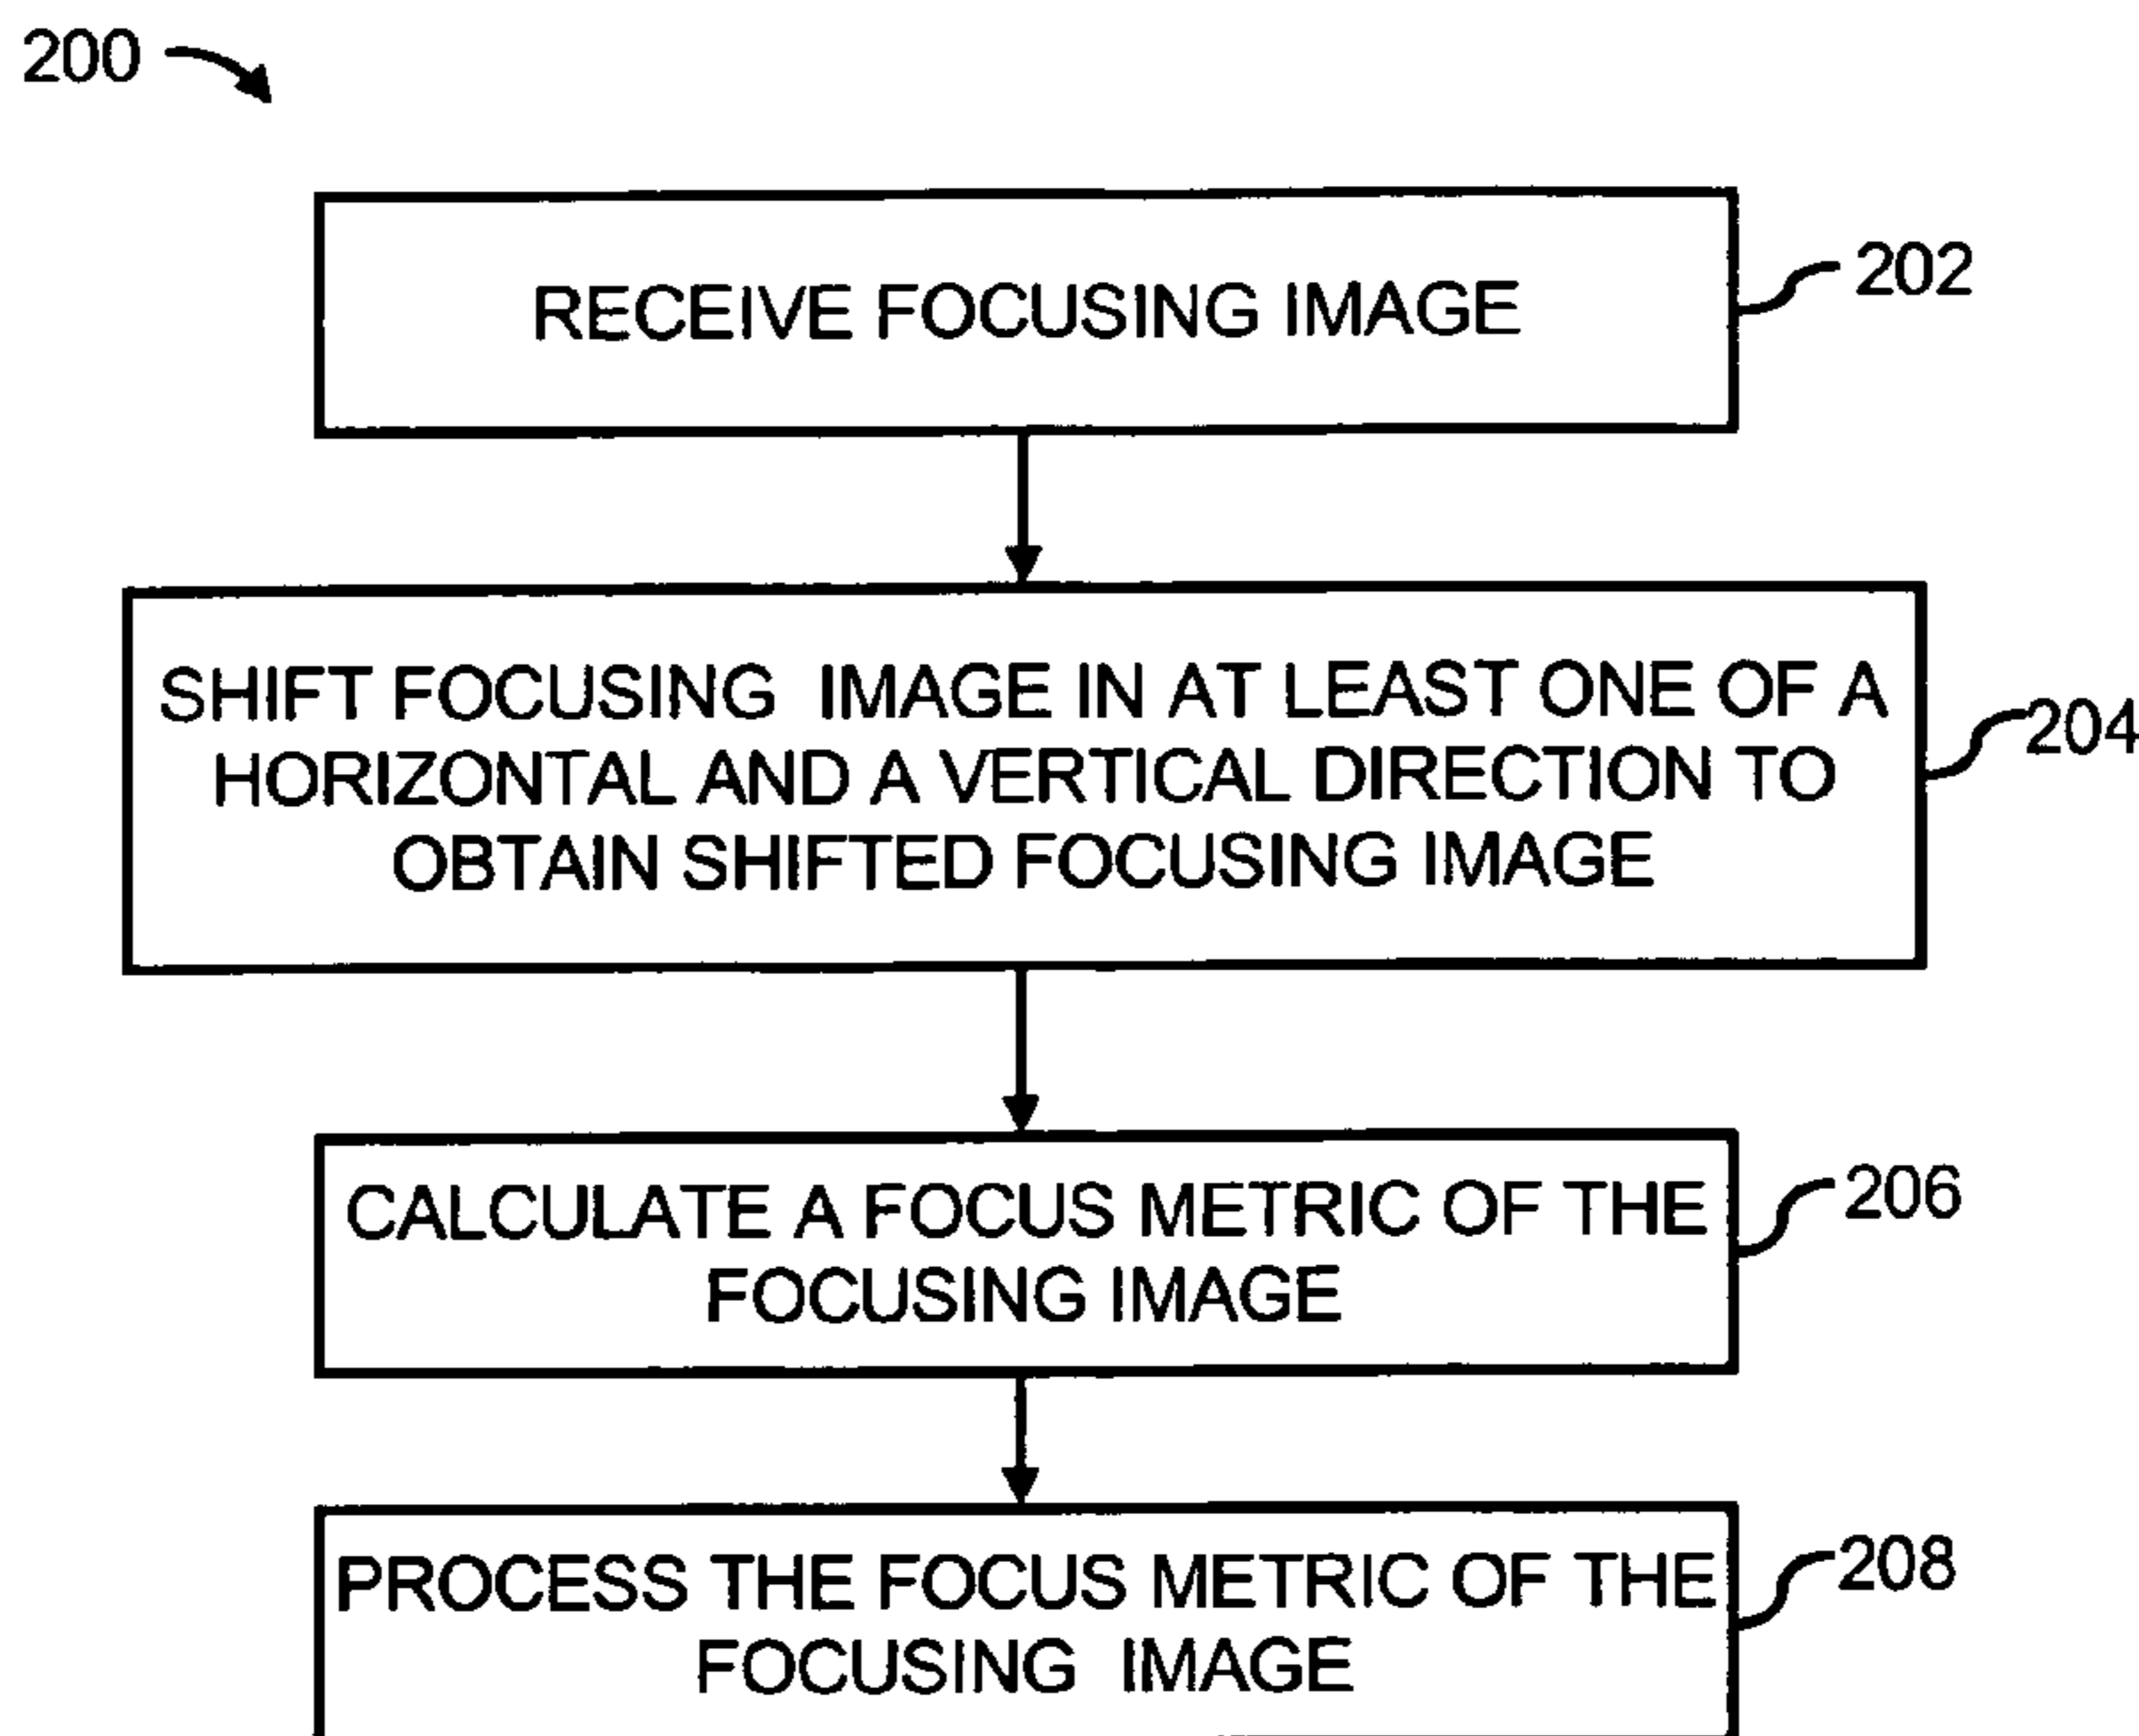 200
RECEIVE FOCUSING IMAGE
202
SHIFT FOCUSING IMAGE IN AT LEAST ONE OF A
HORIZONTAL AND A VERTICAL DIRECTION TO
OBTAIN SHIFTED FOCUSING IMAGE
204
CALCULATE A FOCUS METRIC OF THE
FOCUSING IMAGE
206
PROCESS THE FOCUS METRIC OF THE
FOCUSING IMAGE
208